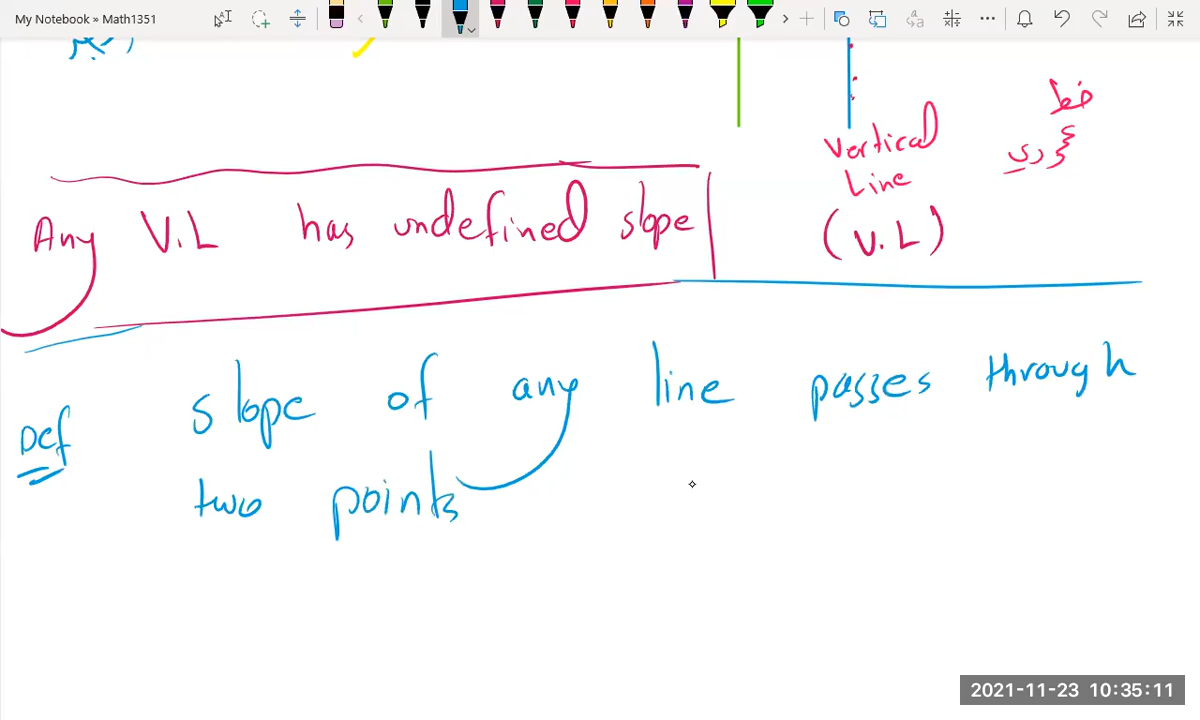 My Notebook » Math1351
خط
Vertical
Line
(V.L)
Any V.L has undefined slope
Def slope of any line passes through
two points
2021-11-23 10:35:11